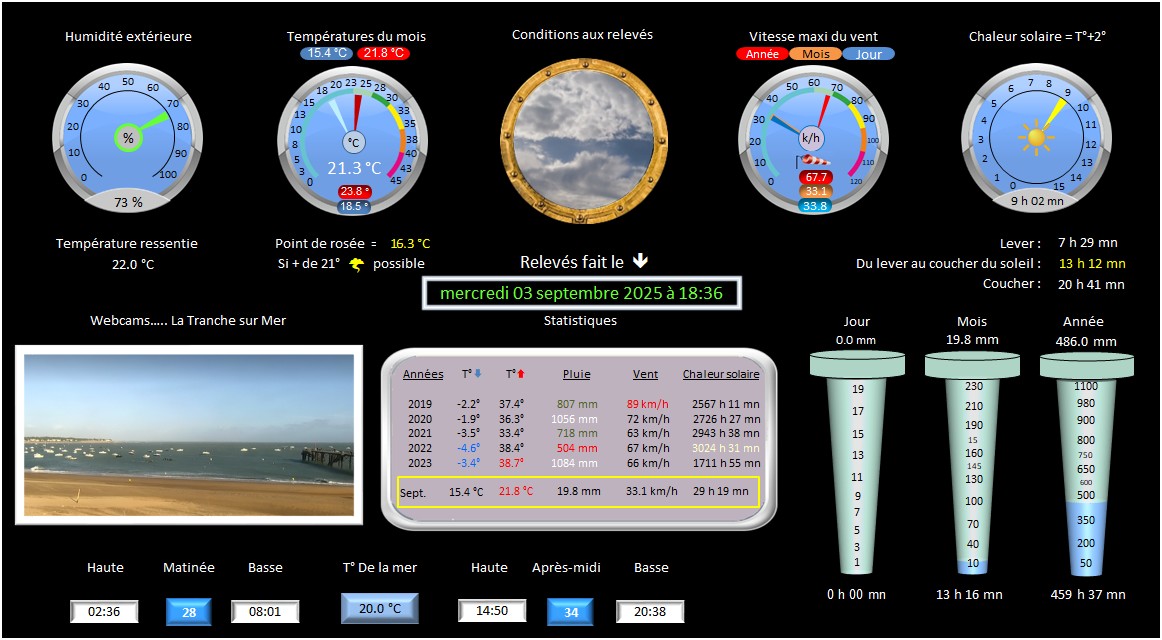 Humidité extérieure
Températures du mois
15.4 °C 21.8 °C
Conditions aux relevés
Vitesse maxi du vent
Année Mois Jour
Chaleur solaire = T°+2°
0 10 20 30 40 50 60 70 80 90 100
%
73 %
0 3 5 8 10 13 15 18 20 23 25 28 30 33 35 38 40 43 45
°C
21.3 °C
23.8 °
18.5 °
0 10 20 30 40 50 60 70 80 90 100 110 120
k/h
67.7
33.1
33.8
0 1 2 3 4 5 6 7 8 9 10 11 12 13 14 15
9 h 02 mn
Température ressentie
22.0 °C
Point de rosée = 16.3 °C
Si + de 21° possible
Relevés fait le
mercredi 03 septembre 2025 à 18:36
Lever : 7 h 29 mn
Du lever au coucher du soleil : 13 h 12 mn
Coucher : 20 h 41 mn
Webcams..... La Tranche sur Mer
Statistiques
Années T° T° Pluie Vent Chaleur solaire
2019 -2.2° 37.4° 807 mm 89 km/h 2567 h 11 mn
2020 -1.9° 36.3° 1056 mm 72 km/h 2726 h 27 mn
2021 -3.5° 33.4° 718 mm 63 km/h 2943 h 38 mn
2022 -4.6° 38.4° 504 mm 67 km/h 3024 h 31 mn
2023 -3.4° 38.7° 1084 mm 66 km/h 1711 h 55 mn
Sept. 15.4 °C 21.8 °C 19.8 mm 33.1 km/h 29 h 19 mn
Jour
0.0 mm
19
17
15
13
11
9
7
5
3
1
0 h 00 mn
Mois
19.8 mm
230
210
190
15
160
145
130
100
70
40
10
13 h 16 mn
Année
486.0 mm
1100
980
900
800
750
650
600
500
350
200
50
459 h 37 mn
Haute Matinée Basse T° De la mer Haute Après-midi Basse
02:36 28 08:01 20.0 °C 14:50 34 20:38